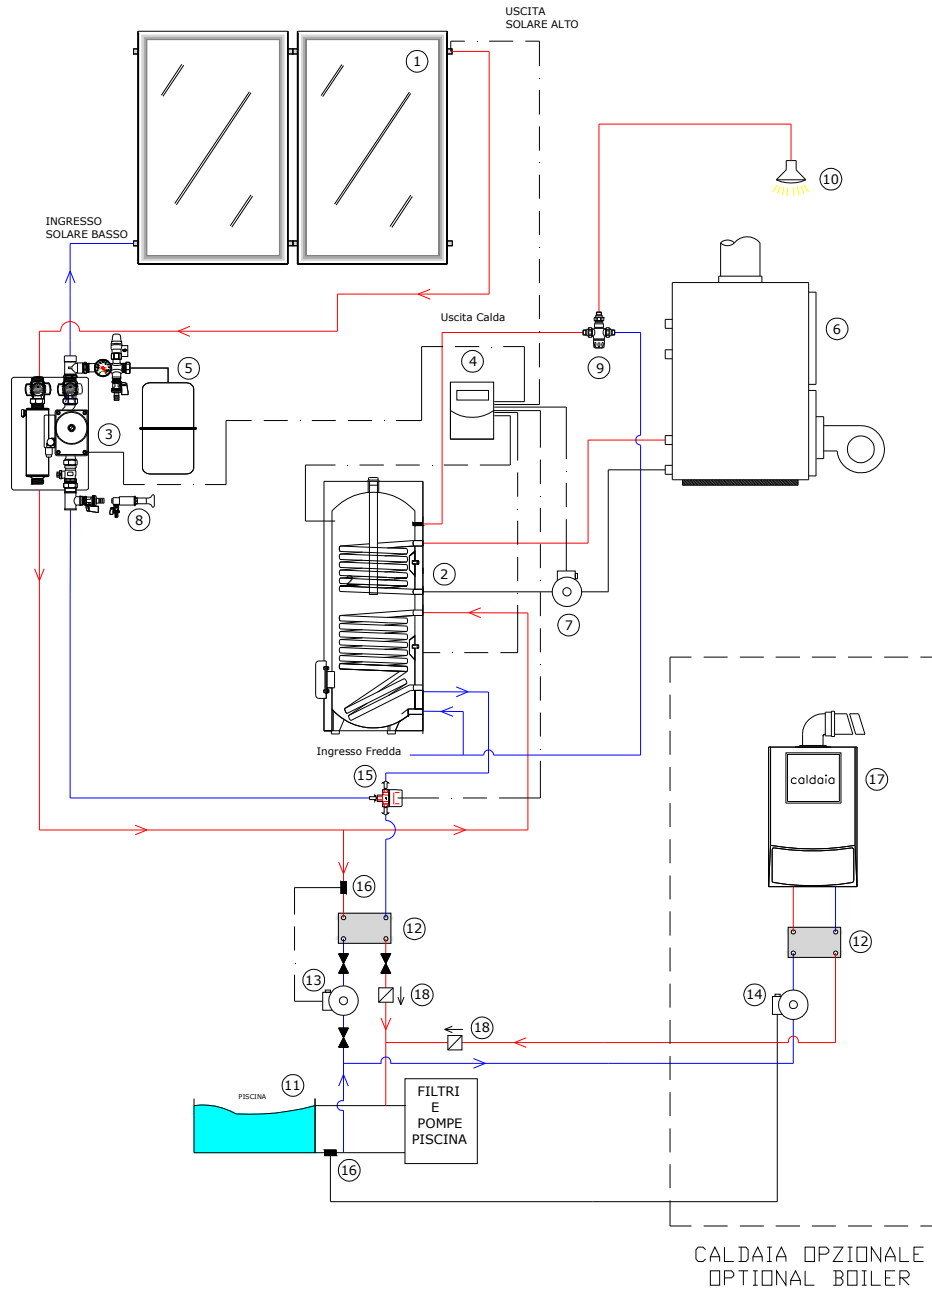 USCITA
SOLARE ALTO
1
10
INGRESSO
SOLARE BASSO
Uscita Calda
6
5
4
9
3
8
2
2
7
Ingresso Fredda
15
17
caldaia
16
12
12
13
18
14
18
11
PISCINA
FILTRI
E
POMPE
PISCINA
16
CALDAIA OPZIONALE
OPTIONAL BOILER